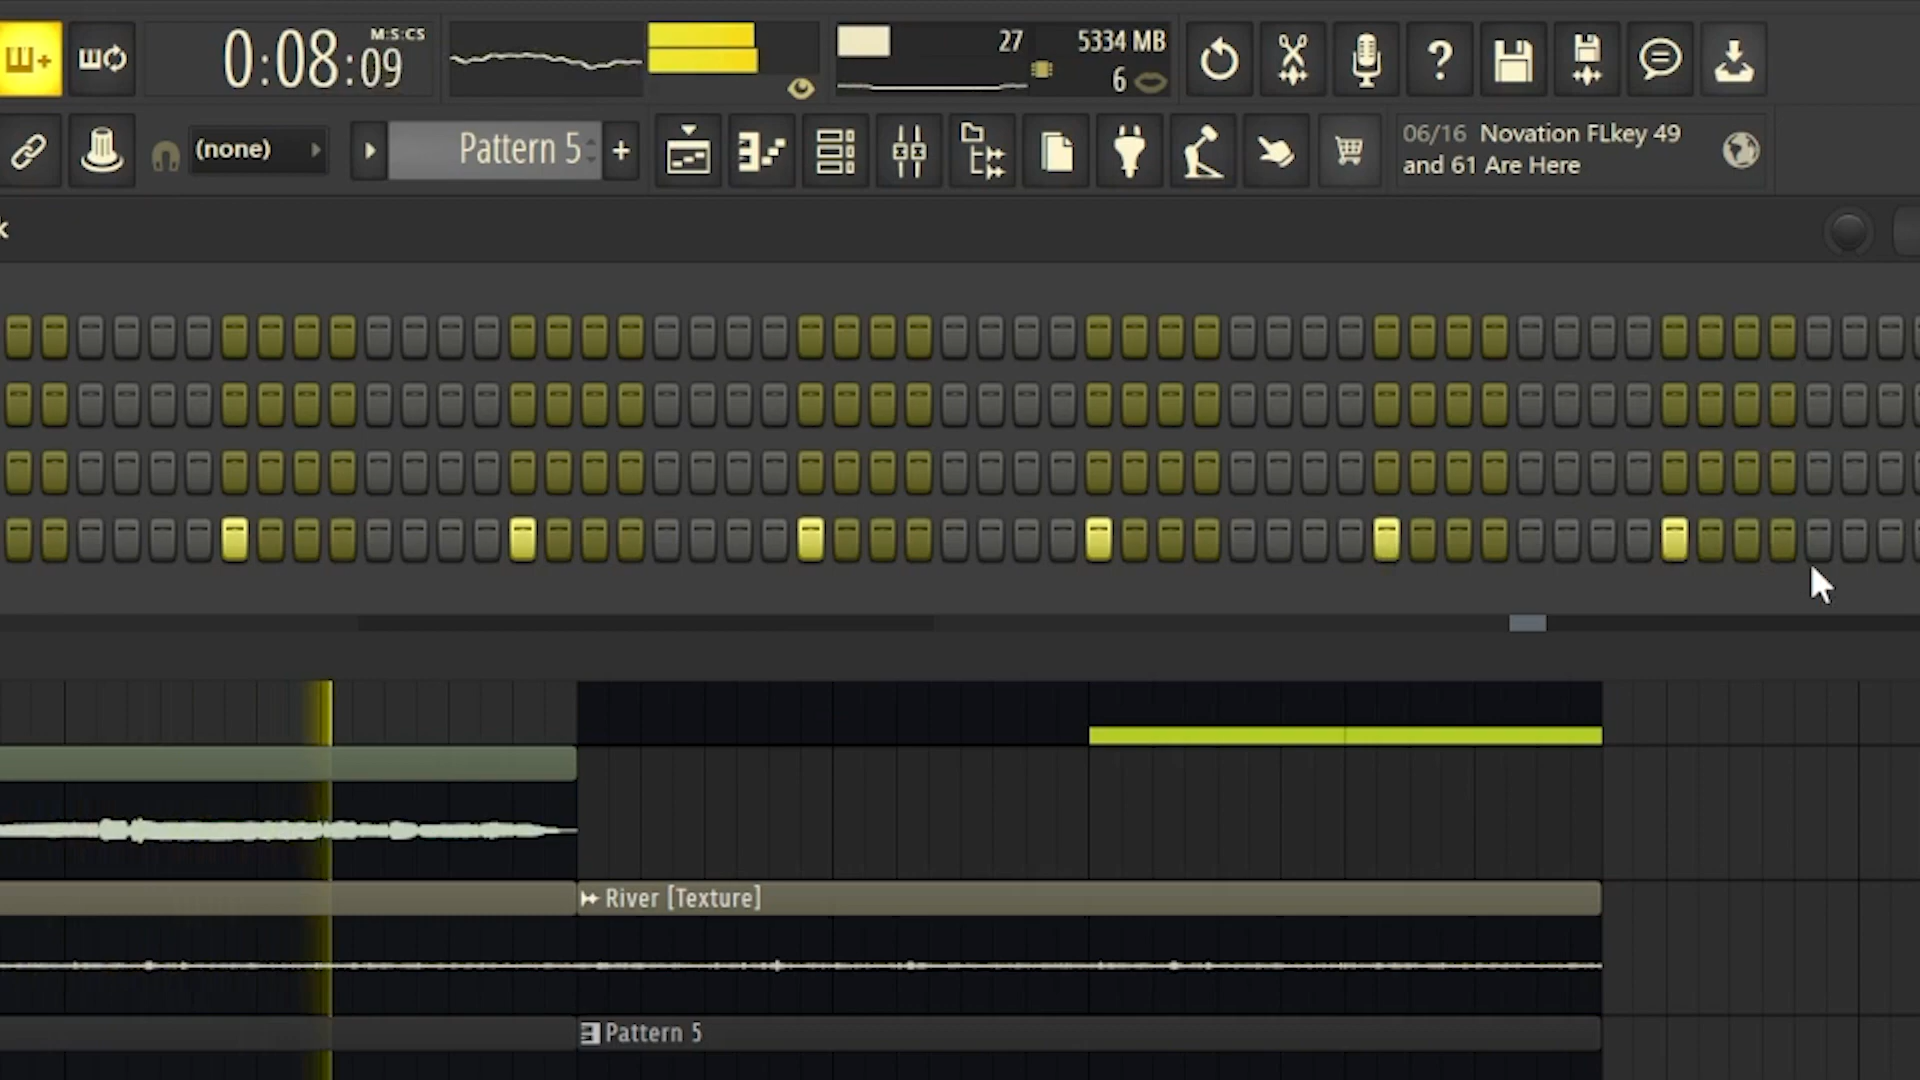 0:08:09
M:S:CS
27
5334 MB
6
?
(none)
Pattern 5
+
06/16 Novation FLkey 49
and 61 Are Here
River [Texture]
Pattern 5